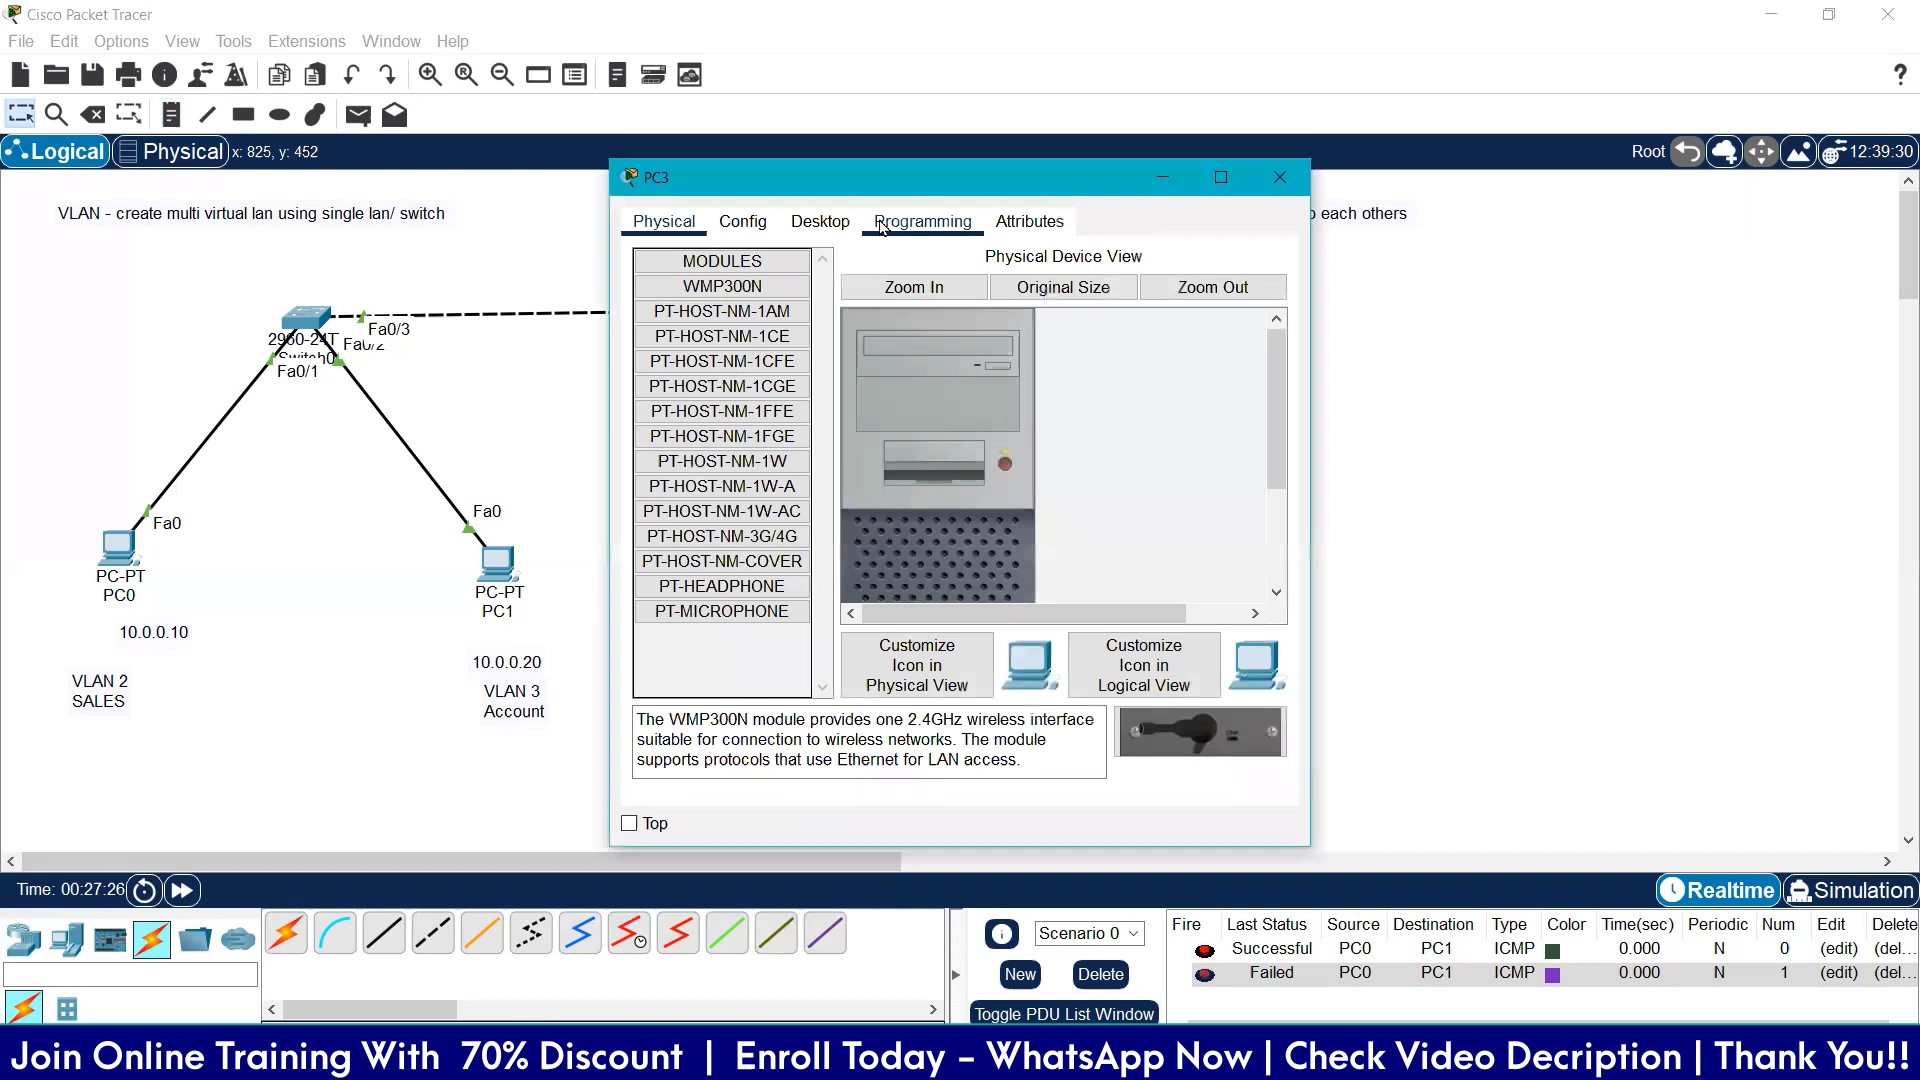 Cisco Packet Tracer
File Edit Options View Tools Extensions Window Help
?
Logical Physical x: 825, y: 452
Root 12:39:30
PC3
VLAN - create multi virtual lan using single lan/ switch
each others
Physical Config Desktop Programming Attributes
MODULES
WMP300N
PT-HOST-NM-1AM
PT-HOST-NM-1CE
PT-HOST-NM-1CFE
PT-HOST-NM-1CGE
PT-HOST-NM-1FFE
PT-HOST-NM-1FGE
PT-HOST-NM-1W
PT-HOST-NM-1W-A
PT-HOST-NM-1W-AC
PT-HOST-NM-3G/4G
PT-HOST-NM-COVER
PT-HEADPHONE
PT-MICROPHONE
Physical Device View
Zoom In Original Size Zoom Out
Customize
Icon in
Physical View
Customize
Icon in
Logical View
The WMP300N module provides one 2.4GHz wireless interface
suitable for connection to wireless networks. The module
supports protocols that use Ethernet for LAN access.
Top
Fa0/3
2960-24T
Fa0/2
Switch0
Fa0/1
Fa0
PC-PT
PC0
10.0.0.10
VLAN 2
SALES
Fa0
PC-PT
PC1
10.0.0.20
VLAN 3
Account
Time: 00:27:26
Realtime Simulation
Scenario 0
New Delete
Toggle PDU List Window
Fire Last Status Source Destination Type Color Time(sec) Periodic Num Edit Delete
Successful PC0 PC1 ICMP 0.000 N 0 (edit) (del...
Failed PC0 PC1 ICMP 0.000 N 1 (edit) (del...
Join Online Training With 70% Discount | Enroll Today – WhatsApp Now | Check Video Decription | Thank You!!